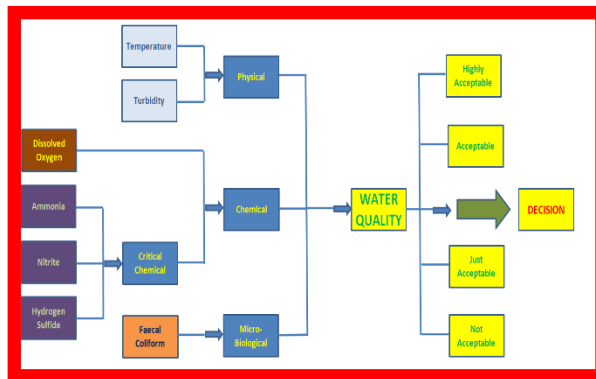 Temperature
Turbidity
Physical
Dissolved
Oxygen
Ammonia
Nitrite
Hydrogen
Sulfide
Critical
Chemical
Chemical
Faecal
Coliform
Micro-
Biological
WATER
QUALITY
Highly
Acceptable
Acceptable
DECISION
Just
Acceptable
Not
Acceptable